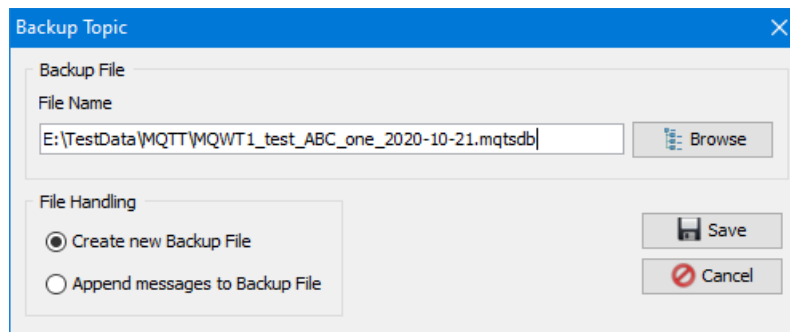 Backup Topic
Backup File
File Name
E:\TestData\MQTT\MQWT1_test_ABC_one_2020-10-21.mqtsdb
Browse
File Handling
Create new Backup File
Append messages to Backup File
Save
Cancel